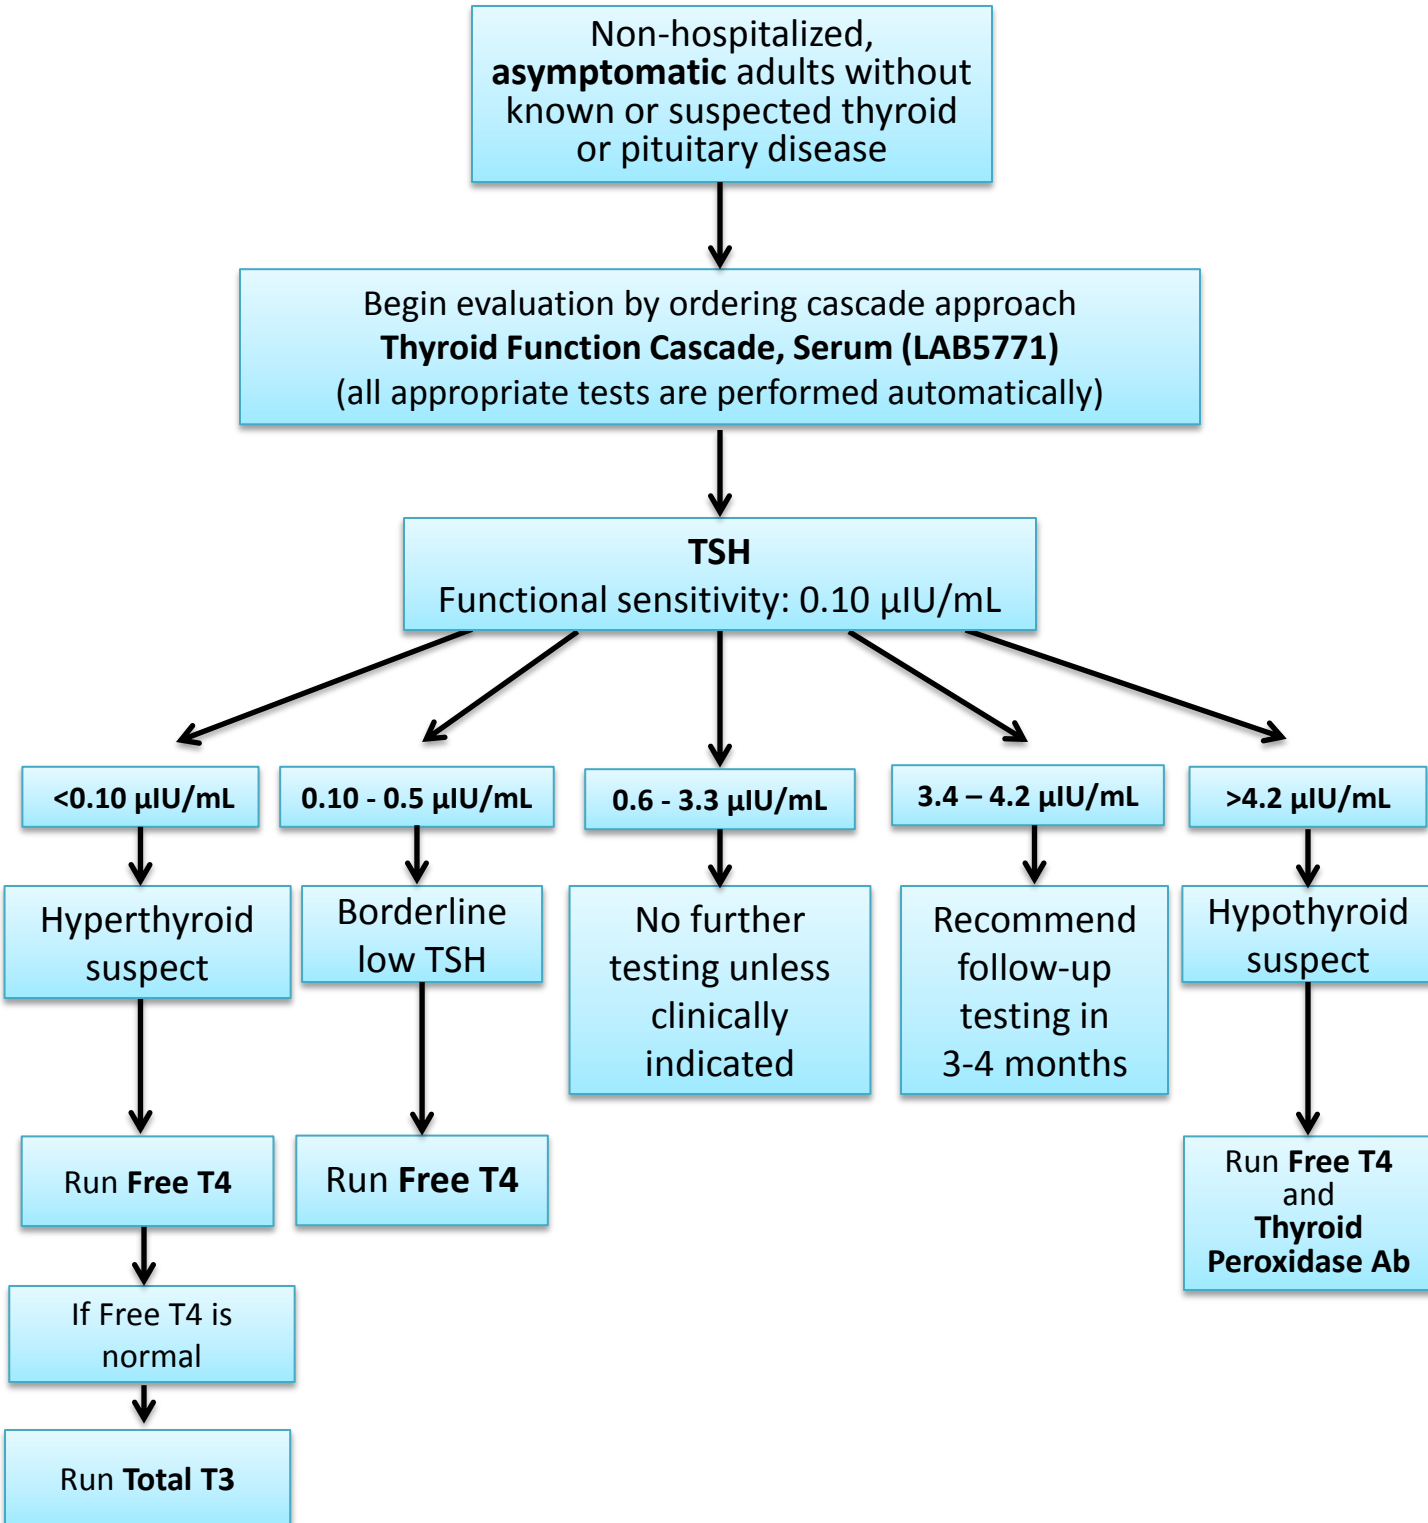 Non-hospitalized,
asymptomatic adults without
known or suspected thyroid
or pituitary disease
Begin evaluation by ordering cascade approach
Thyroid Function Cascade, Serum (LAB5771)
(all appropriate tests are performed automatically)
TSH
Functional sensitivity: 0.10 µIU/mL
<0.10 µIU/mL
0.10 - 0.5 µIU/mL
0.6 - 3.3 µIU/mL
3.4 – 4.2 µIU/mL
>4.2 µIU/mL
Hyperthyroid
suspect
Borderline
low TSH
No further
testing unless
clinically
indicated
Recommend
follow-up
testing in
3-4 months
Hypothyroid
suspect
Run Free T4
Run Free T4
Run Free T4
and
Thyroid
Peroxidase Ab
If Free T4 is
normal
Run Total T3